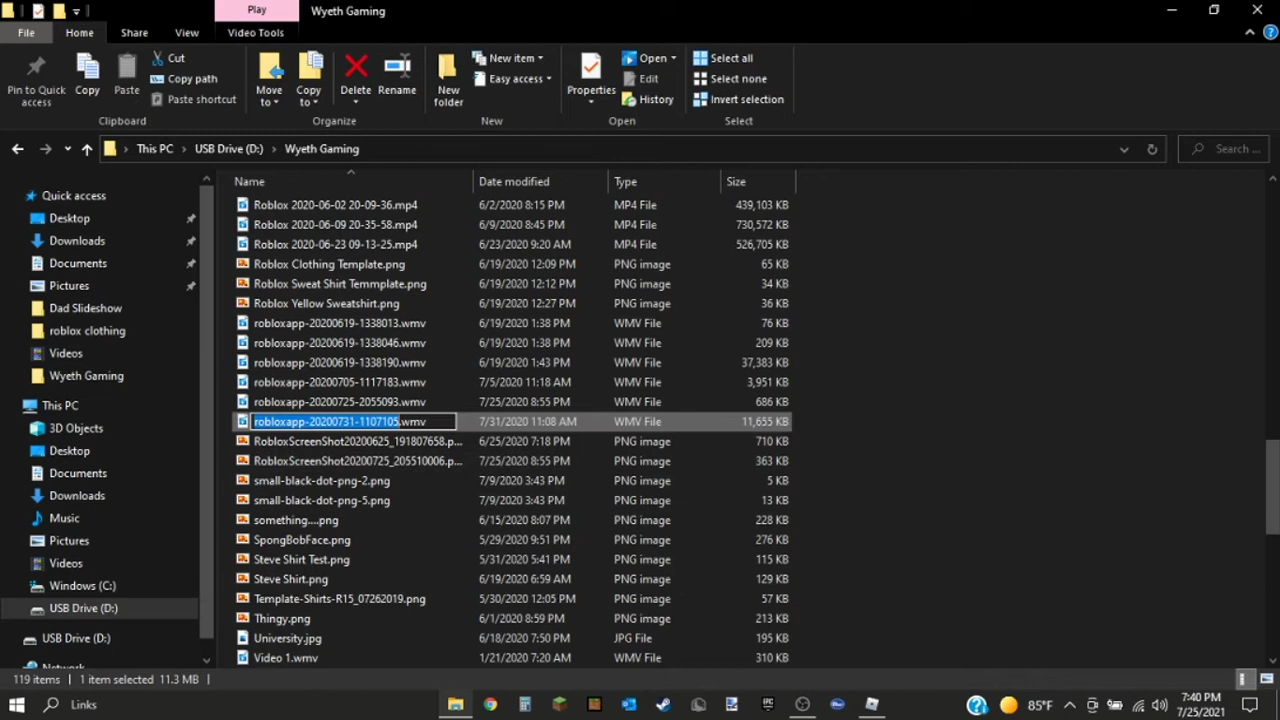 Play
Wyeth Gaming
File
Home
Share
View
Video Tools
Pin to Quick access
Copy
Paste
Cut
Copy path
Paste shortcut
Clipboard
Move to
Copy to
Delete
Rename
Organize
New folder
New item
Easy access
New
Properties
Open
Edit
History
Open
Select all
Select none
Invert selection
Select
This PC
USB Drive (D:)
Wyeth Gaming
Search ...
Quick access
Desktop
Downloads
Documents
Pictures
Dad Slideshow
roblox clothing
Videos
Wyeth Gaming
This PC
3D Objects
Desktop
Documents
Downloads
Music
Pictures
Videos
Windows (C:)
USB Drive (D:)
USB Drive (D:)
Network
Name Date modified Type Size
Roblox 2020-06-02 20-09-36.mp4 6/2/2020 8:15 PM MP4 File 439,103 KB
Roblox 2020-06-09 20-35-58.mp4 6/9/2020 8:45 PM MP4 File 730,572 KB
Roblox 2020-06-23 09-13-25.mp4 6/23/2020 9:20 AM MP4 File 526,705 KB
Roblox Clothing Template.png 6/19/2020 12:09 PM PNG image 65 KB
Roblox Sweat Shirt Temmplate.png 6/19/2020 12:12 PM PNG image 34 KB
Roblox Yellow Sweatshirt.png 6/19/2020 12:27 PM PNG image 36 KB
robloxapp-20200619-1338013.wmv 6/19/2020 1:38 PM WMV File 76 KB
robloxapp-20200619-1338046.wmv 6/19/2020 1:38 PM WMV File 209 KB
robloxapp-20200619-1338190.wmv 6/19/2020 1:43 PM WMV File 37,383 KB
robloxapp-20200705-1117183.wmv 7/5/2020 11:18 AM WMV File 3,951 KB
robloxapp-20200725-2055093.wmv 7/25/2020 8:55 PM WMV File 686 KB
robloxapp-20200731-1107105.wmv 7/31/2020 11:08 AM WMV File 11,655 KB
RobloxScreenShot20200625_191807658.p... 6/25/2020 7:18 PM PNG image 710 KB
RobloxScreenShot20200725_205510006.p... 7/25/2020 8:55 PM PNG image 363 KB
small-black-dot-png-2.png 7/9/2020 3:43 PM PNG image 5 KB
small-black-dot-png-5.png 7/9/2020 3:43 PM PNG image 13 KB
something....png 6/15/2020 8:07 PM PNG image 228 KB
SpongBobFace.png 5/29/2020 9:51 PM PNG image 276 KB
Steve Shirt Test.png 5/31/2020 5:41 PM PNG image 115 KB
Steve Shirt.png 6/19/2020 6:59 AM PNG image 129 KB
Template-Shirts-R15_07262019.png 5/30/2020 12:05 PM PNG image 57 KB
Thingy.png 6/1/2020 8:59 PM PNG image 213 KB
University.jpg 6/18/2020 7:50 PM JPG File 195 KB
Video 1.wmv 1/21/2020 7:20 AM WMV File 310 KB
119 items 1 item selected 11.3 MB
Links
85°F
7:40 PM
7/25/2021